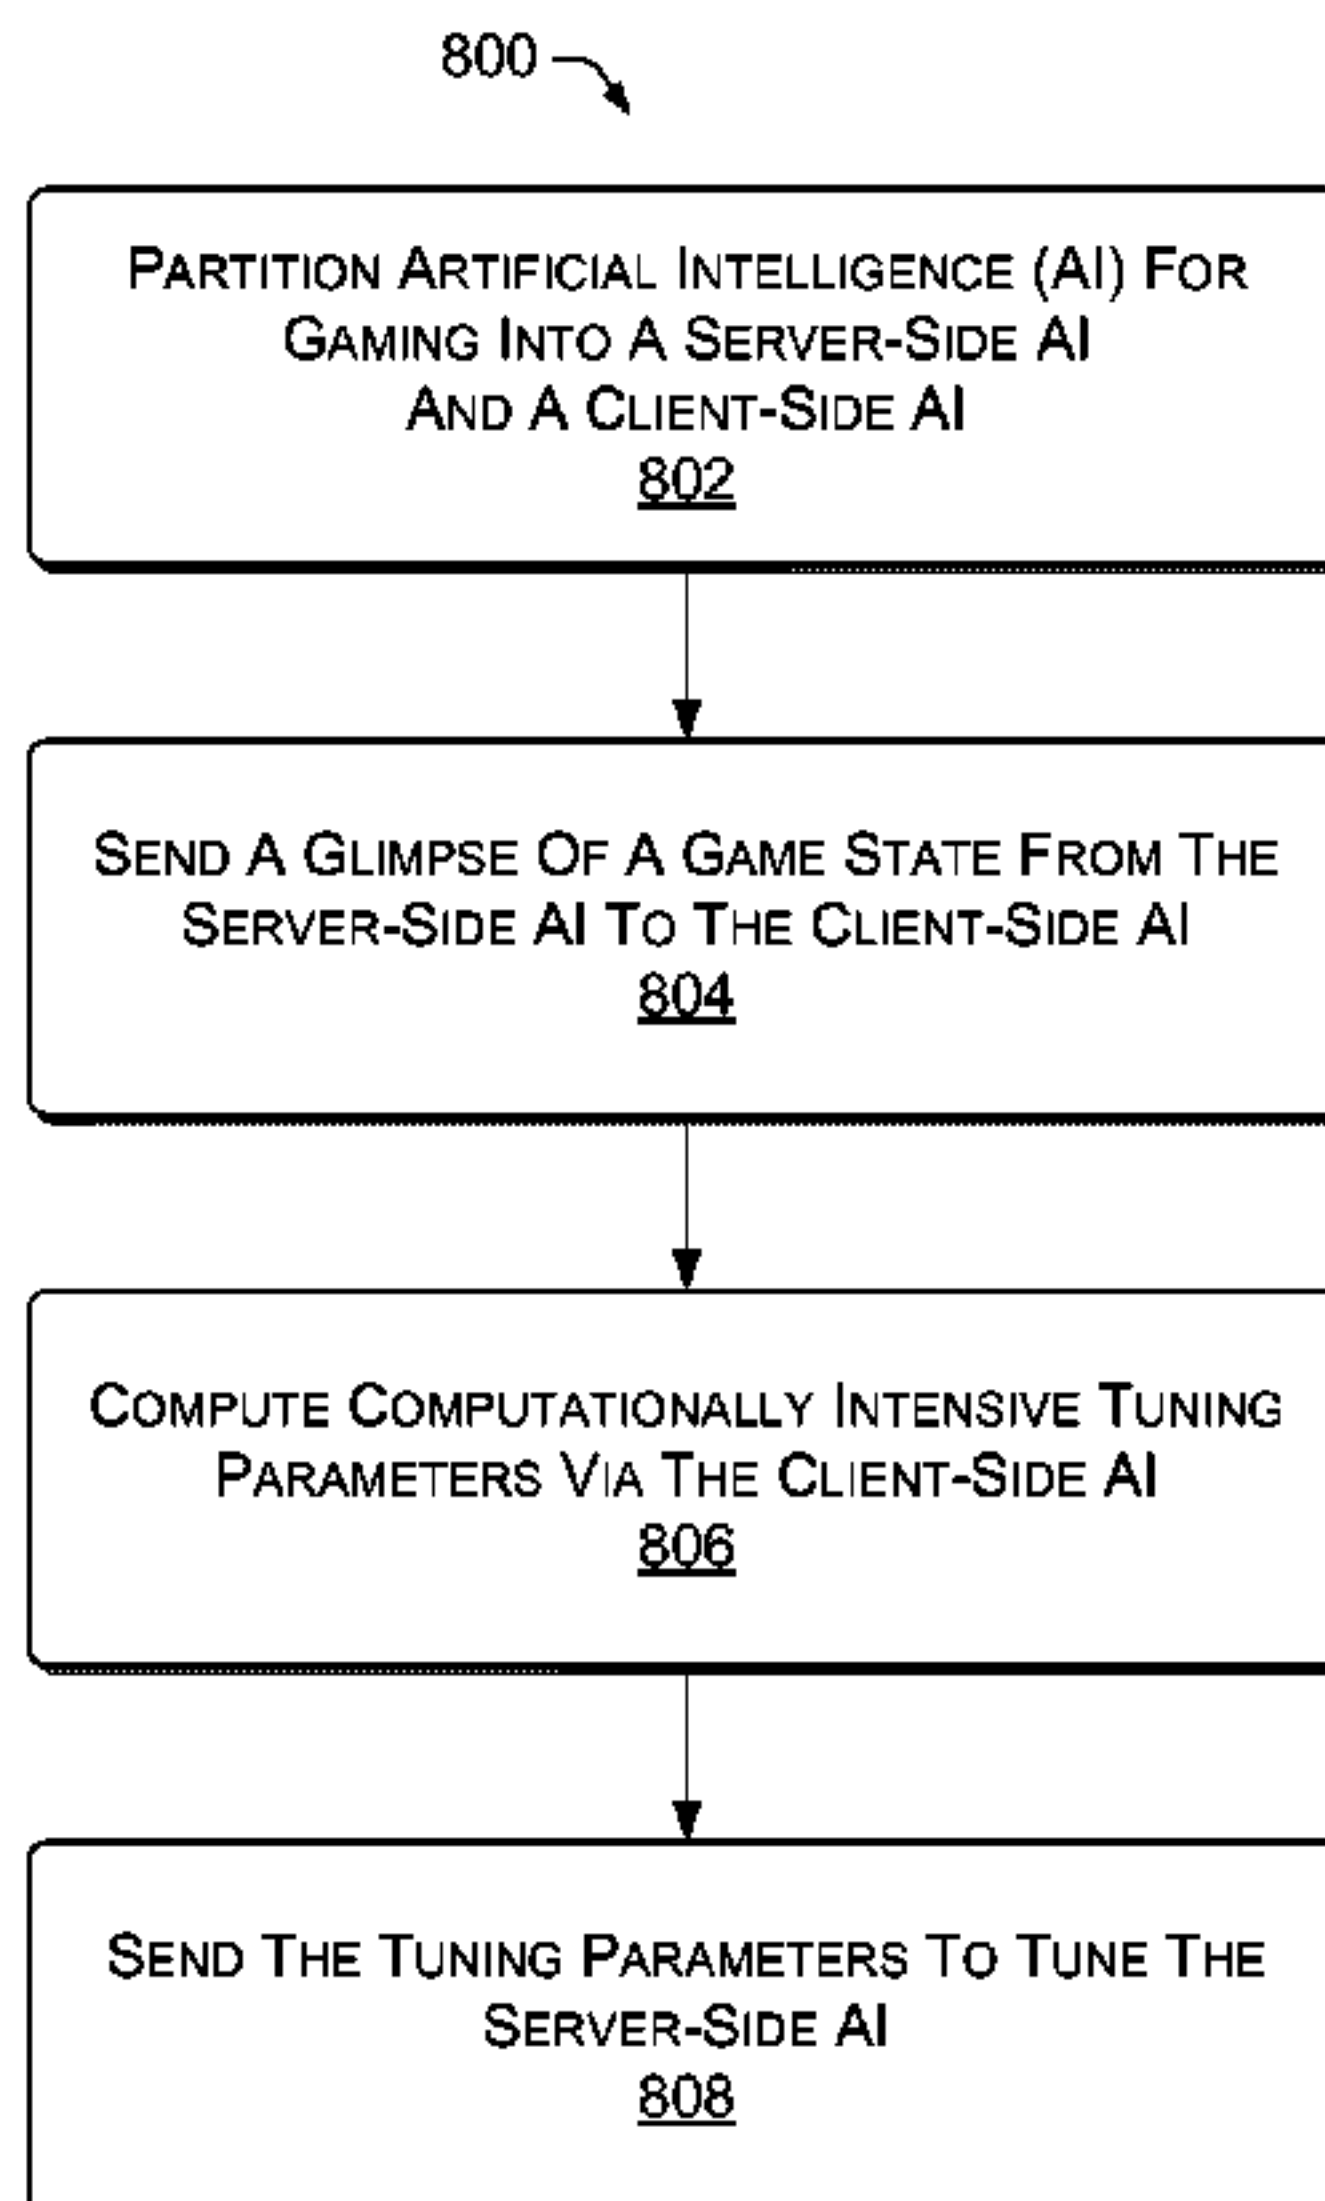 800
PARTITION ARTIFICIAL INTELLIGENCE (AI) FOR
GAMING INTO A SERVER-SIDE AI
AND A CLIENT-SIDE AI
802
SEND A GLIMPSE OF A GAME STATE FROM THE
SERVER-SIDE AI TO THE CLIENT-SIDE AI
804
COMPUTE COMPUTATIONALLY INTENSIVE TUNING
PARAMETERS VIA THE CLIENT-SIDE AI
806
SEND THE TUNING PARAMETERS TO TUNE THE
SERVER-SIDE AI
808